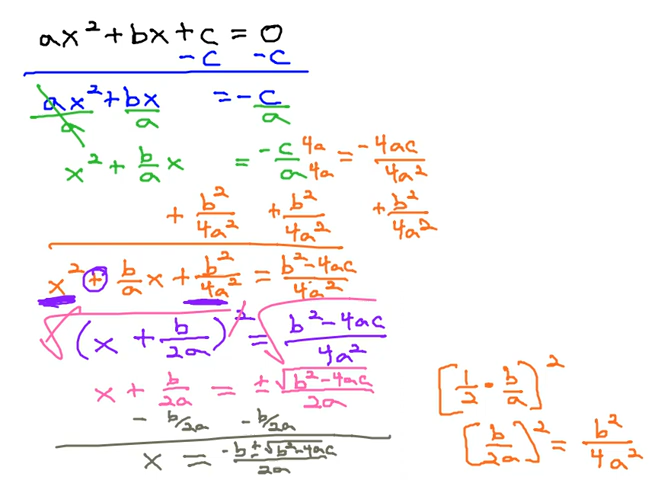 ax² + bx + c = 0
- c - c
ax²/a + bx/a = - c/a
x² + b/a x = -c/a 4a/4a = -4ac/4a²
+ b²/4a² + b²/4a² + b²/4a²
x² + b/a x + b²/4a² = b² - 4ac/4a²
√(x + b/2a)² = √b² - 4ac/4a²
x + b/2a = ±√b² - 4ac/2a
- b/2a - b/2a
x = -b ± √b² - 4ac/2a
[1/2 · b/a]²
[b/2a]² = b²/4a²